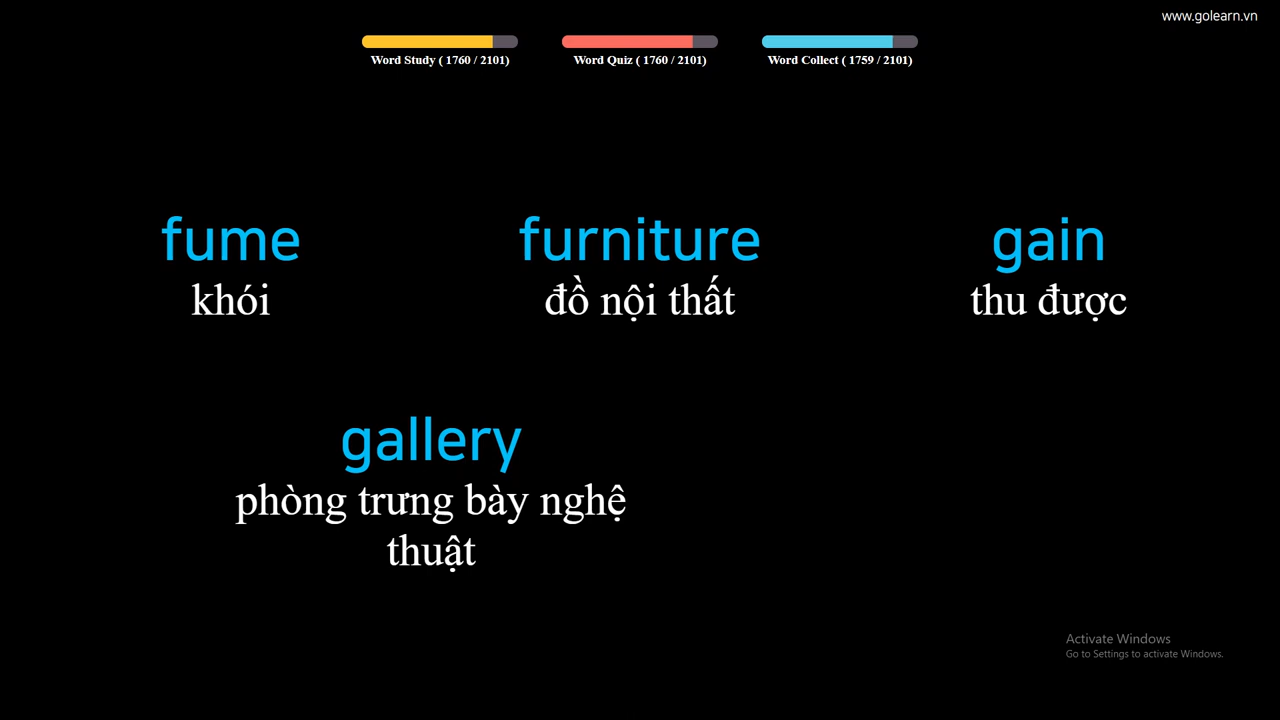 www.golearn.vn
Word Study ( 1760 / 2101)
Word Quiz ( 1760 / 2101)
Word Collect ( 1759 / 2101)
fume
khói
furniture
đồ nội thất
gain
thu được
gallery
phòng trưng bày nghệ
thuật
Activate Windows
Go to Settings to activate Windows.